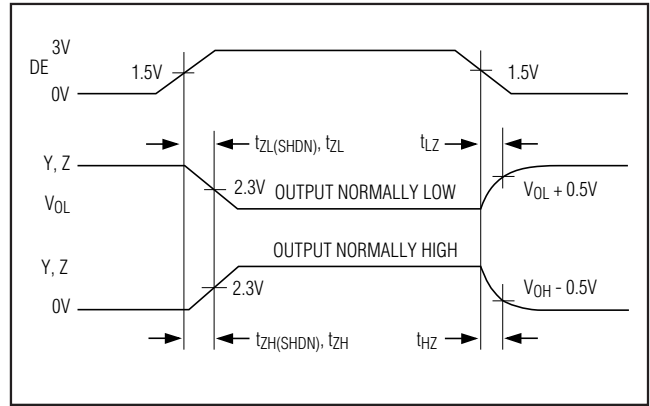 3V
DE
1.5V
1.5V
0V
tZL(SHDN), tZL
tLZ
Y, Z
2.3V
OUTPUT NORMALLY LOW
VOL + 0.5V
VOL
OUTPUT NORMALLY HIGH
Y, Z
2.3V
VOH - 0.5V
0V
tZH(SHDN), tZH
tHZ